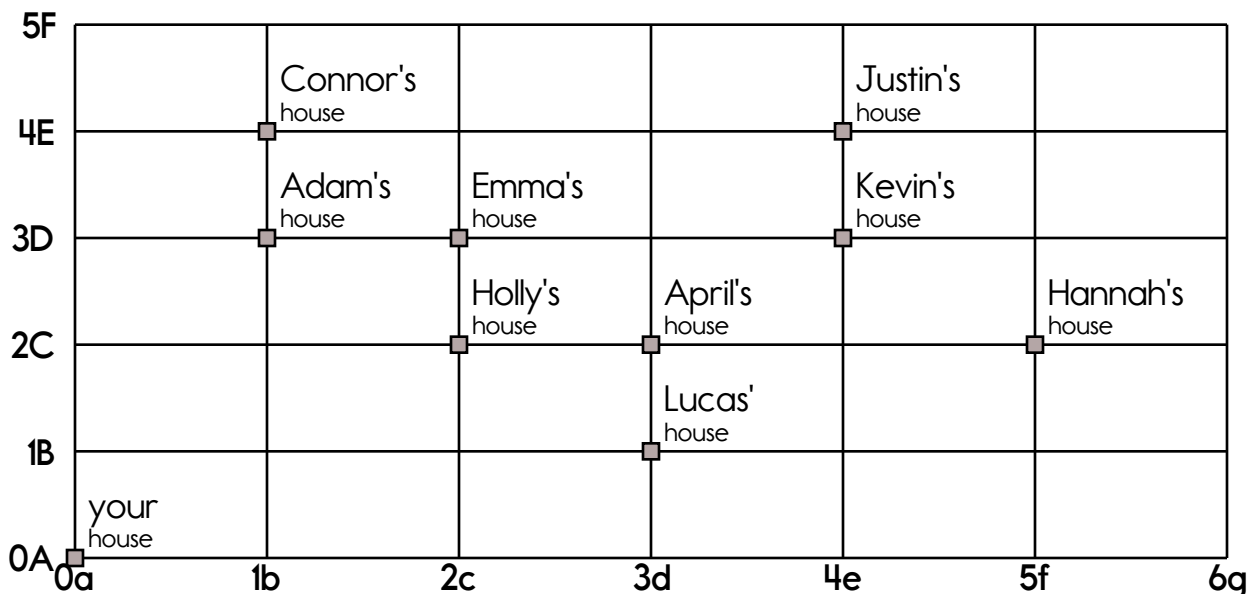 5F
Connor's
house
Justin's
house
4E
Adam's
house
Emma's
house
Kevin's
house
3D
Holly's
house
April's
house
Hannah's
house
2C
Lucas'
house
1B
your
house
0A
0a 1b 2c 3d 4e 5f 6g